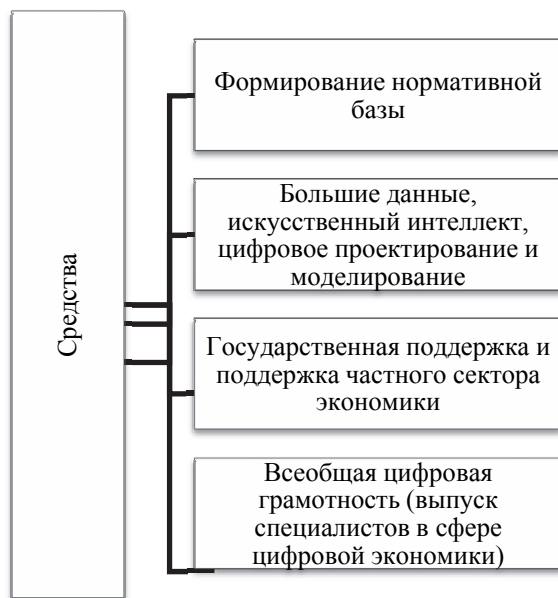 Средства
Формирование нормативной
базы
Большие данные,
искусственный интеллект,
цифровое проектирование и
моделирование
Государственная поддержка и
поддержка частного сектора
экономики
Всеобщая цифровая
грамотность (выпуск
специалистов в сфере
цифровой экономики)